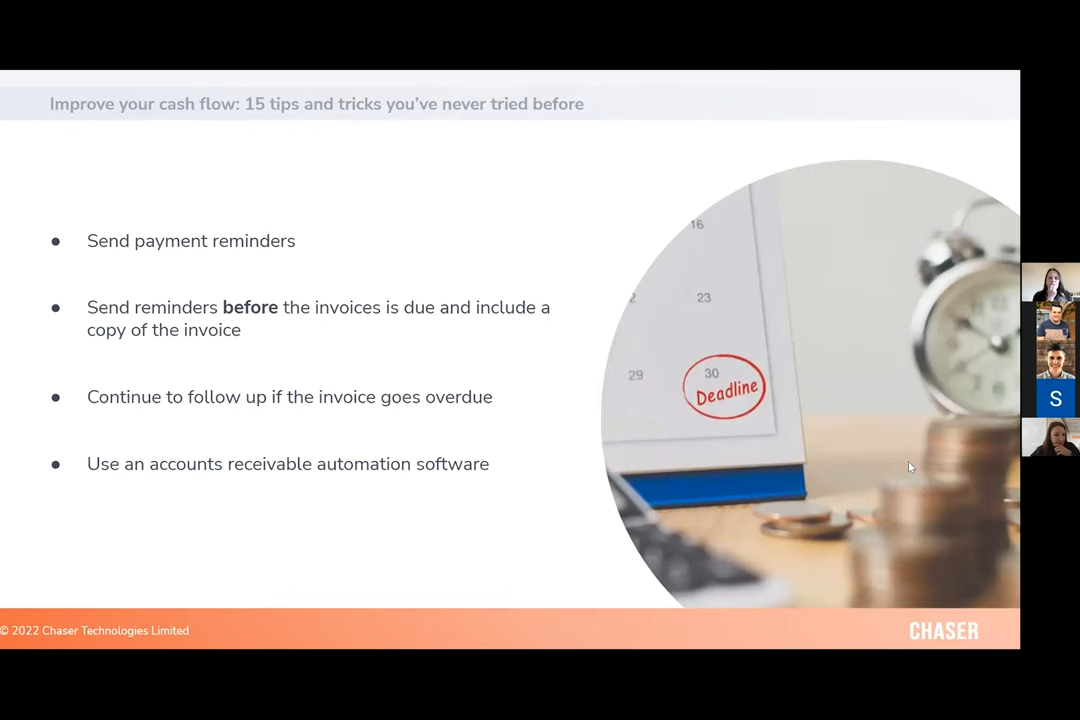 Improve your cash flow: 15 tips and tricks you've never tried before
● Send payment reminders
● Send reminders before the invoices is due and include a
copy of the invoice
● Continue to follow up if the invoice goes overdue
● Use an accounts receivable automation software
16
23
29
30
Deadline
S
© 2022 Chaser Technologies Limited
CHASER